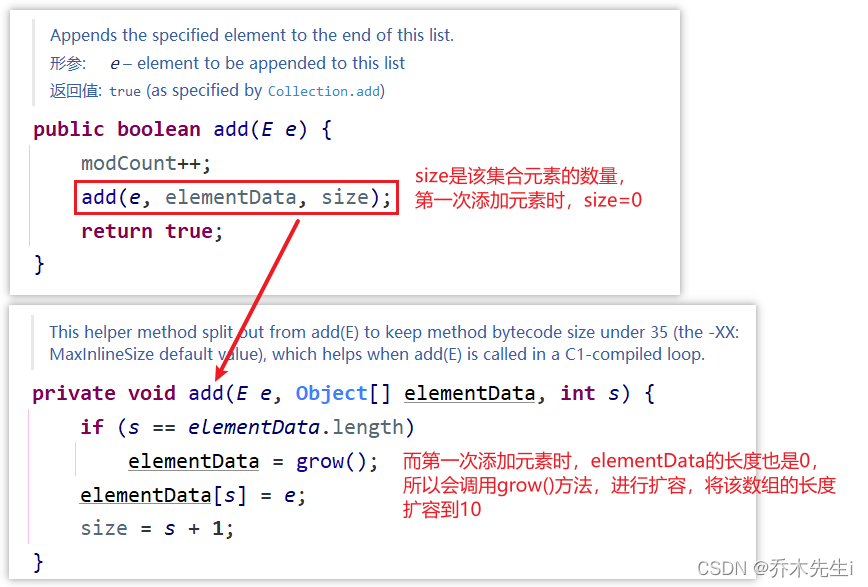 Appends the specified element to the end of this list.
形参: e – element to be appended to this list
返回值: true (as specified by Collection.add)
public boolean add(E e) {
modCount++;
add(e, elementData, size);
return true;
}
size是该集合元素的数量，
第一次添加元素时，size=0
This helper method split out from add(E) to keep method bytecode size under 35 (the -XX:
MaxInlineSize default value), which helps when add(E) is called in a C1-compiled loop.
private void add(E e, Object[] elementData, int s) {
if (s == elementData.length)
elementData = grow();
elementData[s] = e;
size = s + 1;
}
而第一次添加元素时，elementData的长度也是0，
所以会调用grow()方法，进行扩容，将该数组的长度
扩容到10
CSDN @乔木先生i